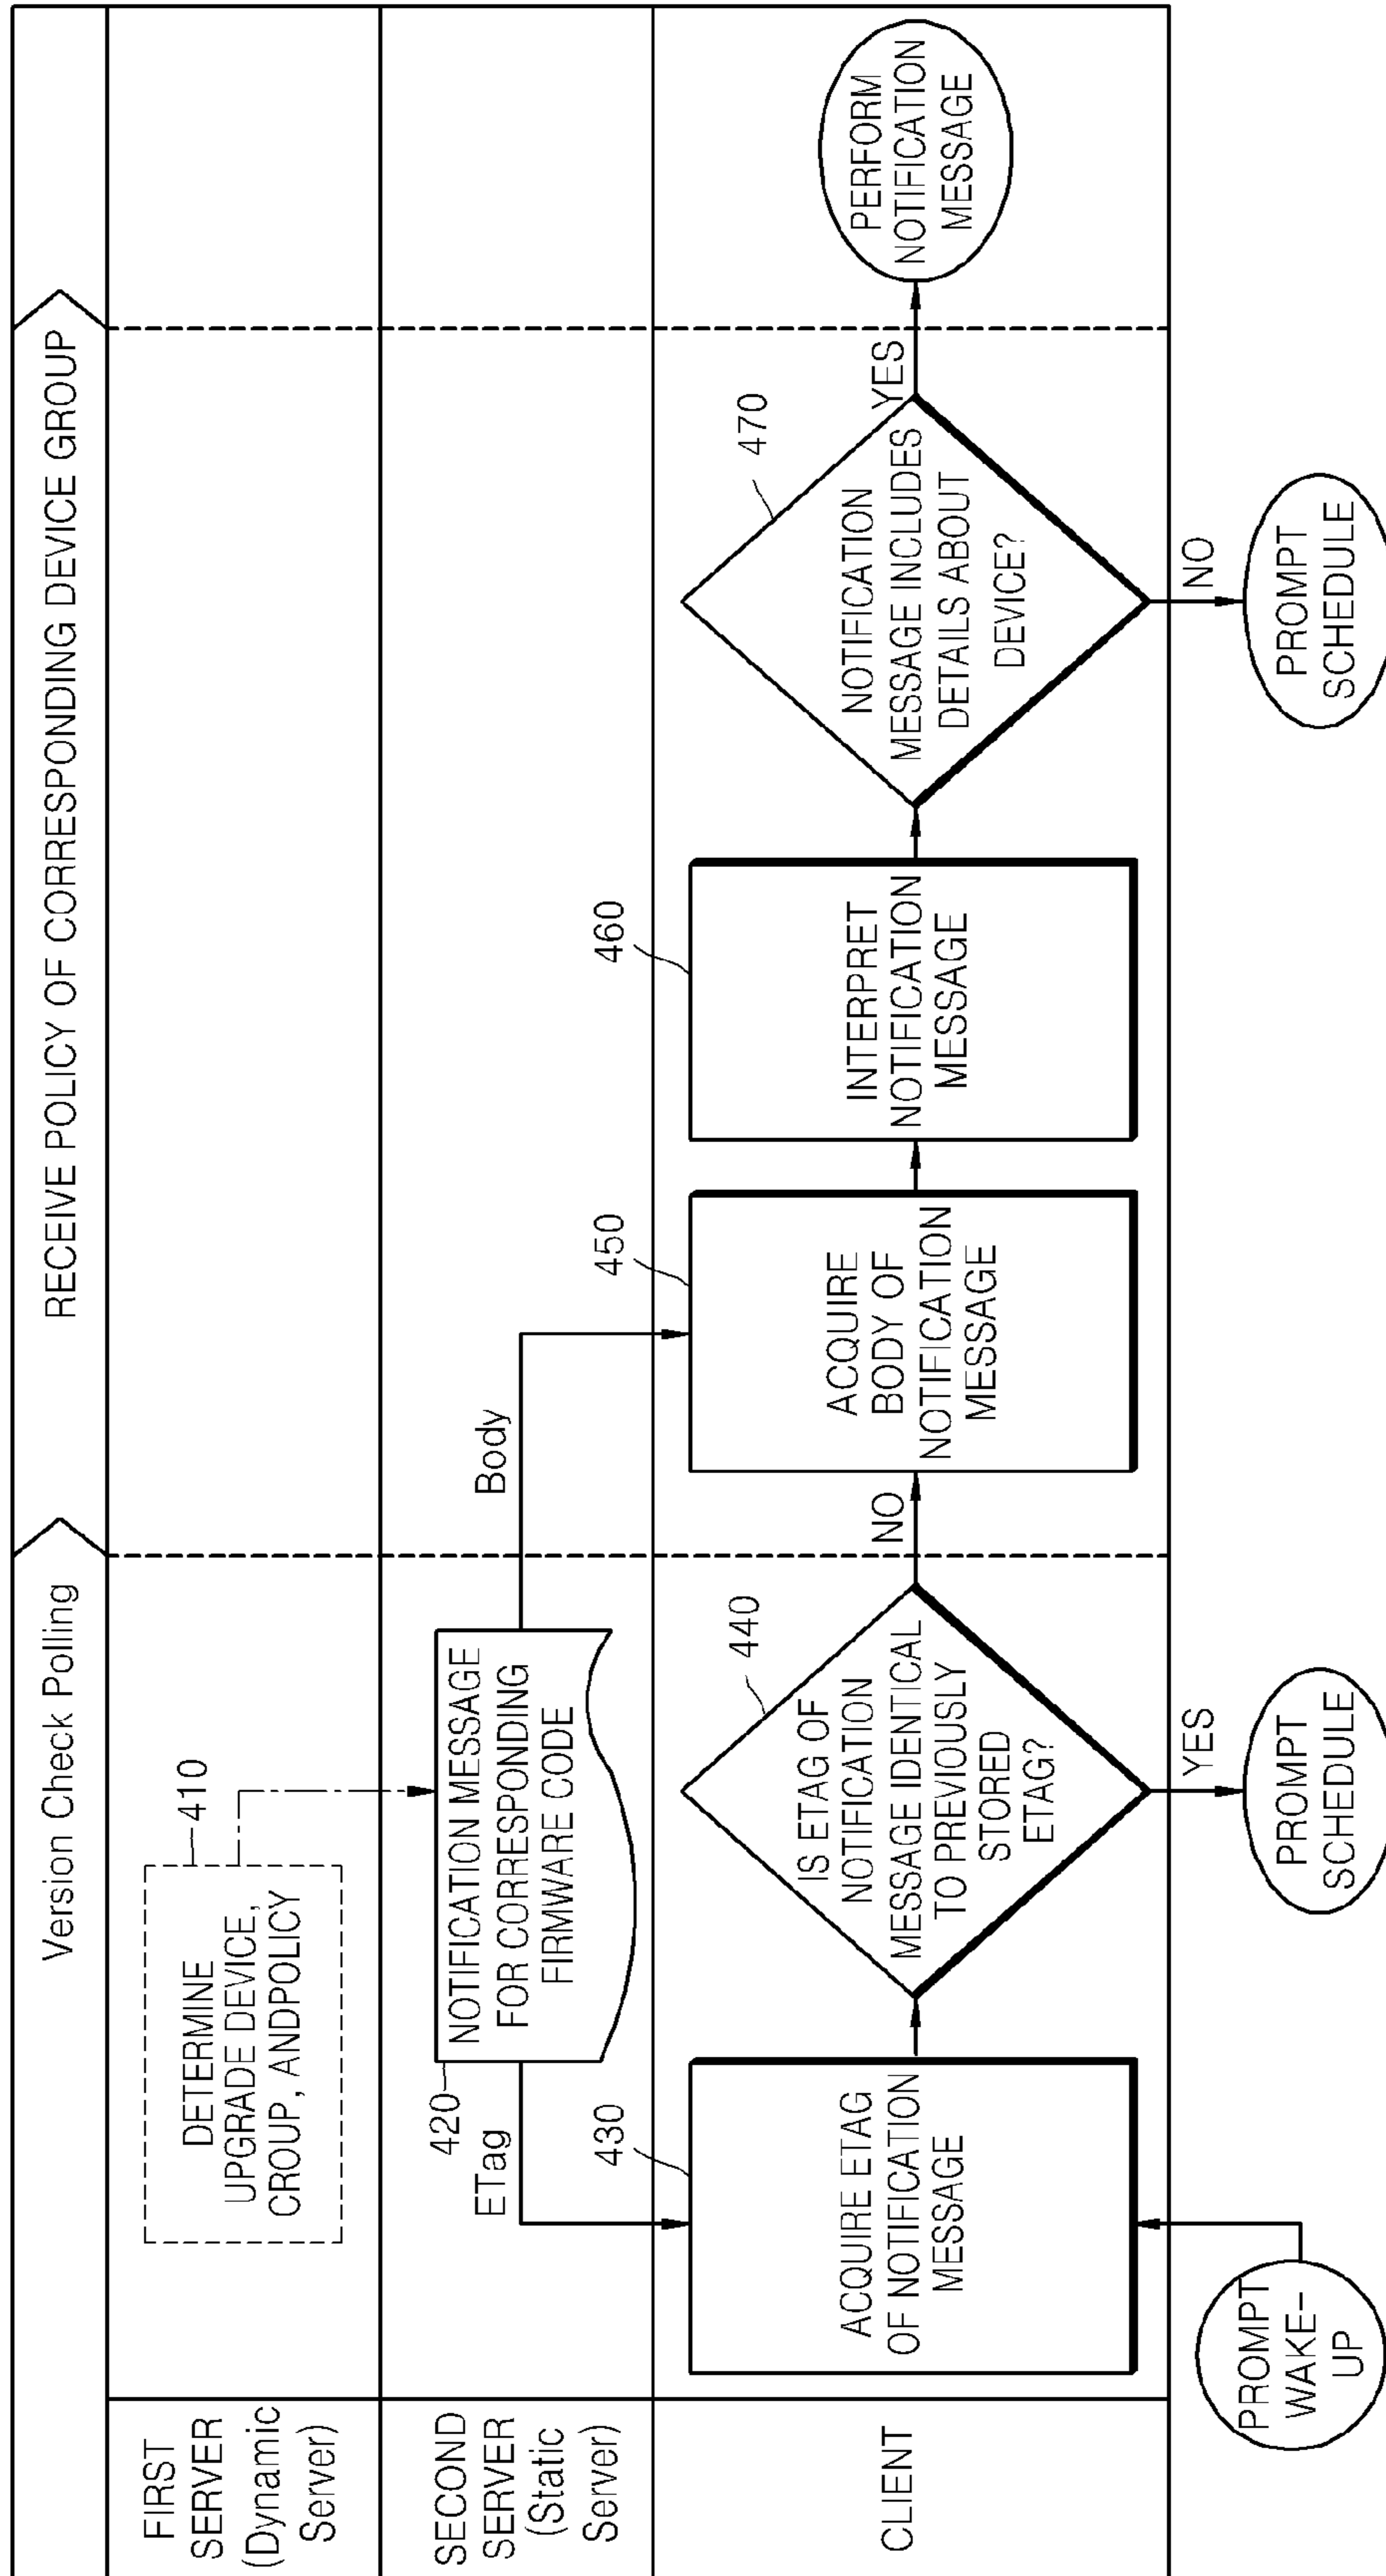 Version Check Polling
RECEIVE POLICY OF CORRESPONDING DEVICE GROUP
FIRST
SERVER
(Dynamic
Server)
DETERMINE
UPGRADE DEVICE,
CROUP, ANDPOLICY
410
SECOND
SERVER
(Static
Server)
420
NOTIFICATION MESSAGE
FOR CORRESPONDING
FIRMWARE CODE
ETag
Body
CLIENT
430
ACQUIRE ETAG
OF NOTIFICATION
MESSAGE
440
IS ETAG OF
NOTIFICATION
MESSAGE IDENTICAL
TO PREVIOUSLY
STORED
ETAG?
NO
450
ACQUIRE
BODY OF
NOTIFICATION
MESSAGE
460
INTERPRET
NOTIFICATION
MESSAGE
470
NOTIFICATION
MESSAGE INCLUDES
DETAILS ABOUT
DEVICE?
YES
PERFORM
NOTIFICATION
MESSAGE
PROMPT
WAKE-
UP
YES
PROMPT
SCHEDULE
NO
PROMPT
SCHEDULE